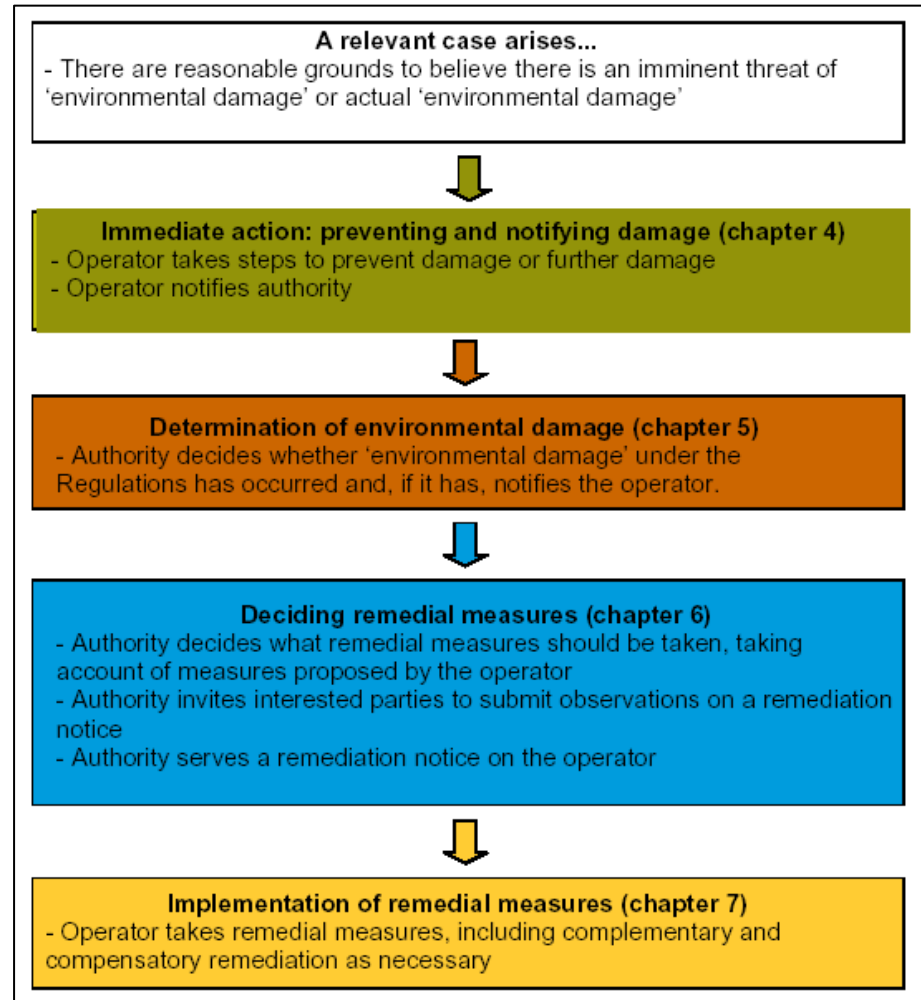 A relevant case arises...
- There are reasonable grounds to believe there is an imminent threat of
‘environmental damage’ or actual ‘environmental damage’
Immediate action: preventing and notifying damage (chapter 4)
- Operator takes steps to prevent damage or further damage
- Operator notifies authority
Determination of environmental damage (chapter 5)
- Authority decides whether ‘environmental damage’ under the
Regulations has occurred and, if it has, notifies the operator.
Deciding remedial measures (chapter 6)
- Authority decides what remedial measures should be taken, taking
account of measures proposed by the operator
- Authority invites interested parties to submit observations on a remediation
notice
- Authority serves a remediation notice on the operator
Implementation of remedial measures (chapter 7)
- Operator takes remedial measures, including complementary and
compensatory remediation as necessary